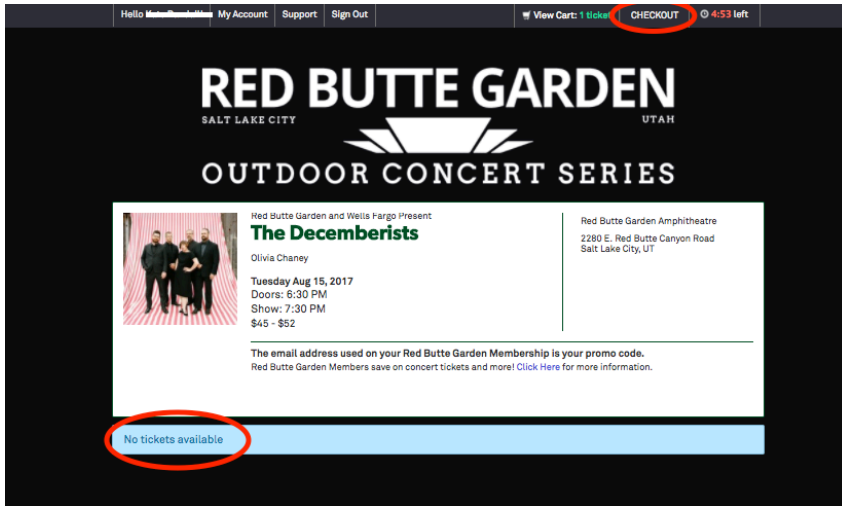 Hello My Account Support Sign Out View Cart: 1 ticket CHECKOUT 4:53 left
RED BUTTE GARDEN
SALT LAKE CITY UTAH
OUTDOOR CONCERT SERIES
Red Butte Garden and Wells Fargo Present
The Decemberists
Olivia Chaney
Tuesday Aug 15, 2017
Doors: 6:30 PM
Show: 7:30 PM
$45 - $52
Red Butte Garden Amphitheatre
2280 E. Red Butte Canyon Road
Salt Lake City, UT
The email address used on your Red Butte Garden Membership is your promo code.
Red Butte Garden Members save on concert tickets and more! Click Here for more information.
No tickets available